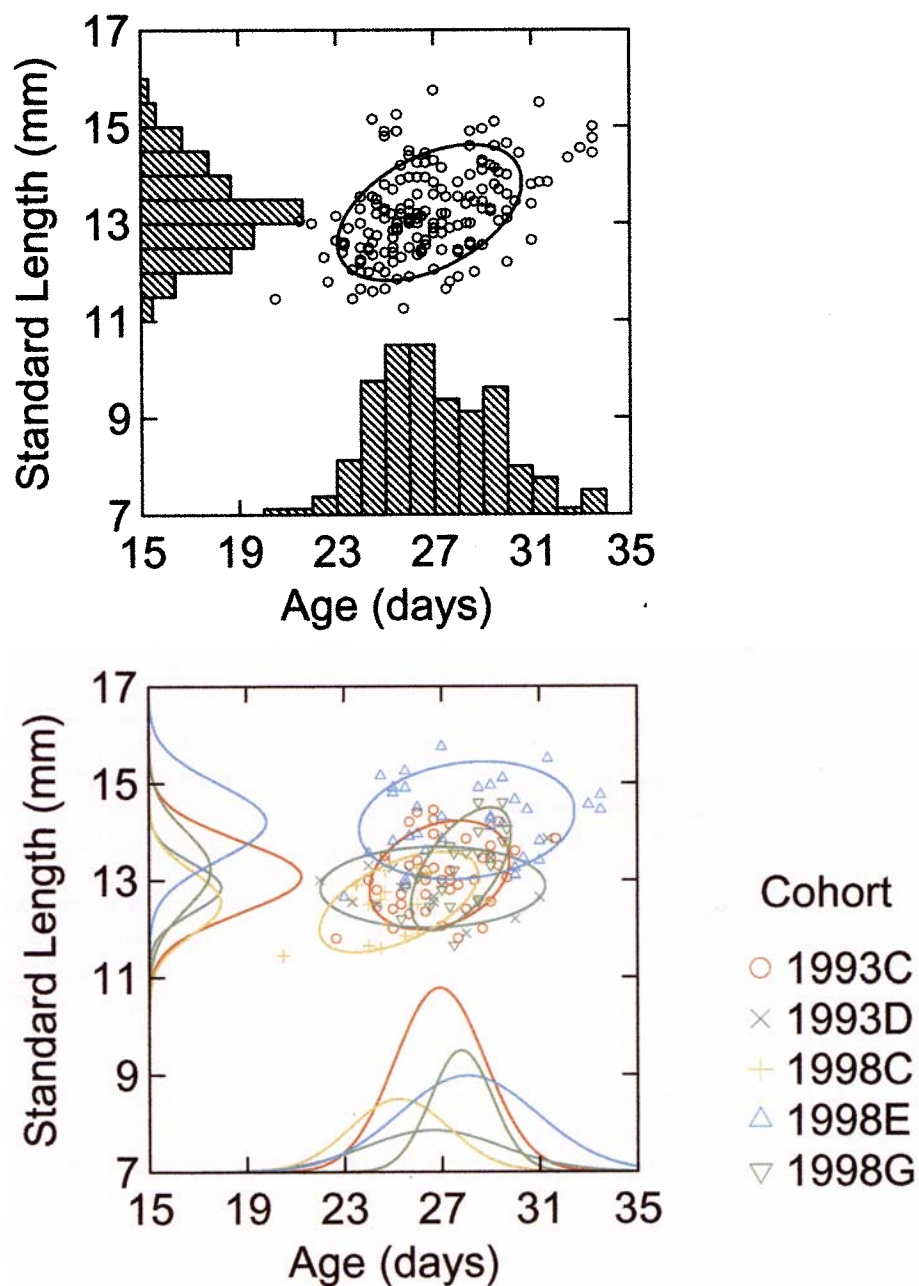 17
15
13
11
9
7
Standard Length (mm)
15 19 23 27 31 35
Age (days)
17
15
13
11
9
7
Standard Length (mm)
15 19 23 27 31 35
Age (days)
Cohort
1993C
1993D
1998C
1998E
1998G